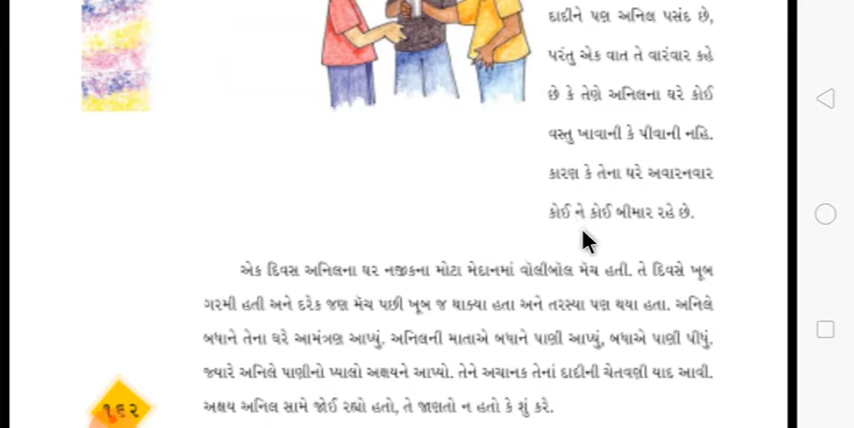 દાદીને પણ અનિલ પસંદ છે,
પરંતુ એક વાત તે વારંવાર કહે
છે કે તેણે અનિલના ઘરે કોઈ
વસ્તુ ખાવાની કે પીવાની નહિ.
કારણ કે તેના ઘરે અવારનવાર
કોઈ ને કોઈ બીમાર રહે છે.
એક દિવસ અનિલના ઘર નજીકના મોટા મેદાનમાં વૉલીબૉલ મૅચ હતી. તે દિવસે ખૂબ
ગરમી હતી અને દરેક જણ મૅચ પછી ખૂબ જ થાક્યા હતા અને તરસ્યા પણ થયા હતા. અનિલે
બધાને તેના ઘરે આમંત્રણ આપ્યું. અનિલની માતાએ બધાને પાણી આપ્યું, બધાએ પાણી પીધું.
જ્યારે અનિલે પાણીનો પ્યાલો અક્ષયને આપ્યો. તેને અચાનક તેનાં દાદીની ચેતવણી યાદ આવી.
અક્ષય અનિલ સામે જોઈ રહ્યો હતો, તે જાણતો ન હતો કે શું કરે.
૧૬૨